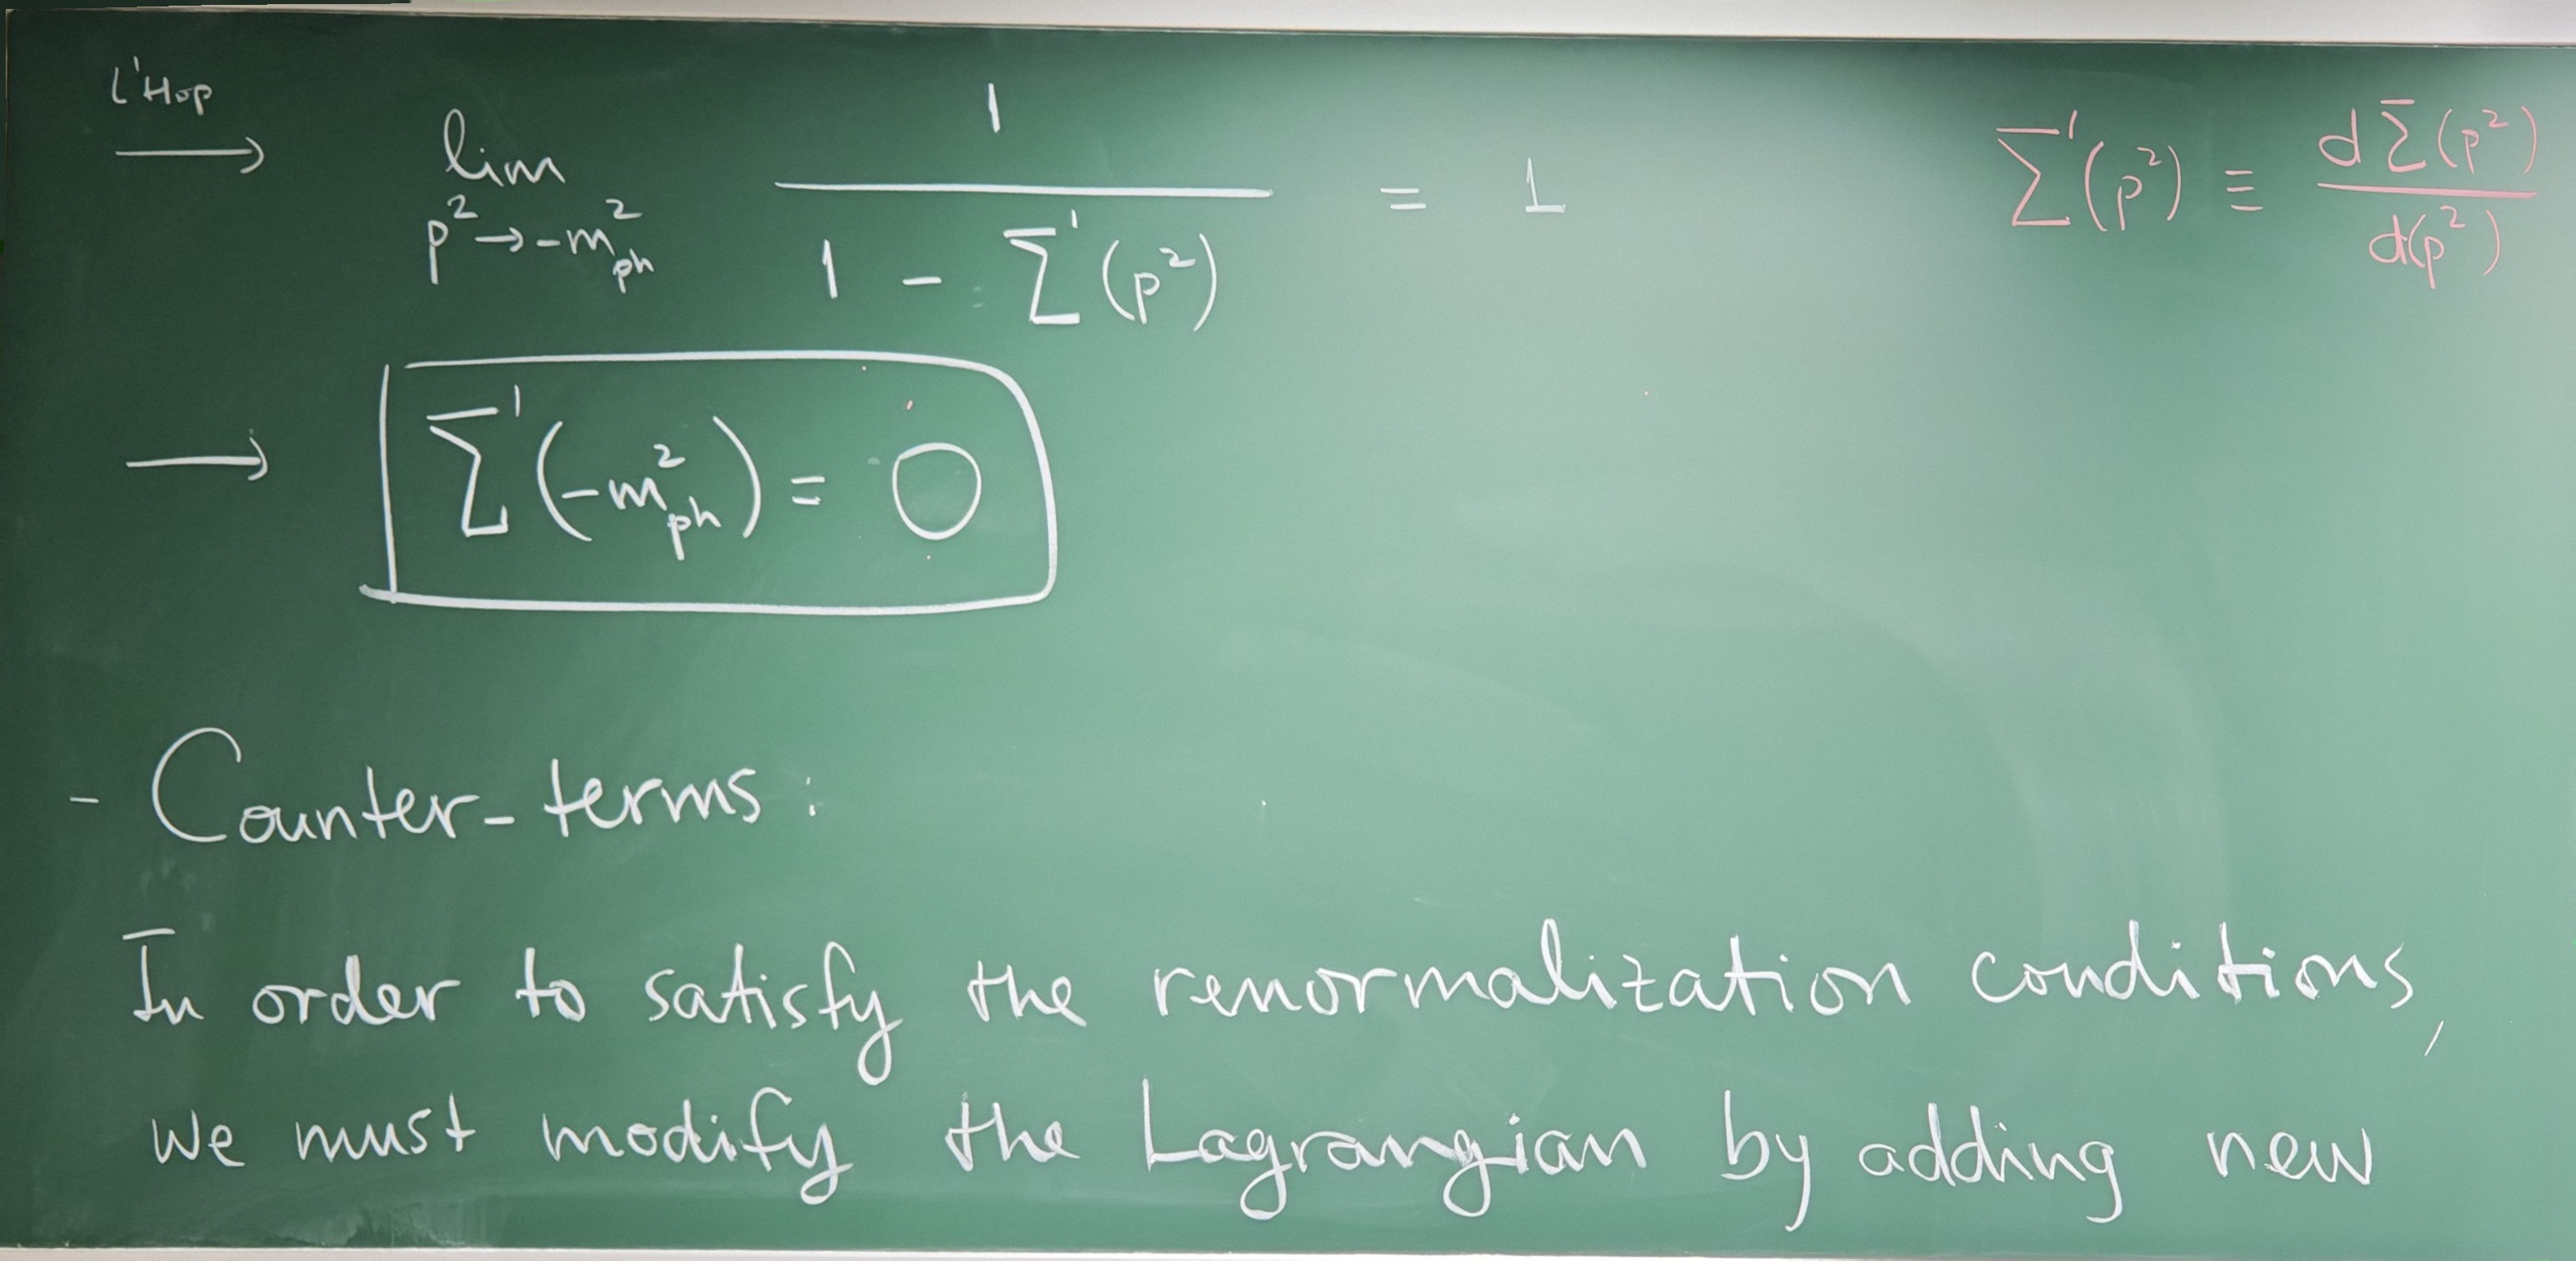 L'Hop → lim_{p² → -m²_ph} 1 / (1 - Σ'(p²)) = 1    Σ'(p²) ≡ dΣ(p²) / d(p²)
→ Σ'(-m²_ph) = 0
- Counter-terms:
In order to satisfy the renormalization conditions,
we must modify the Lagrangian by adding new